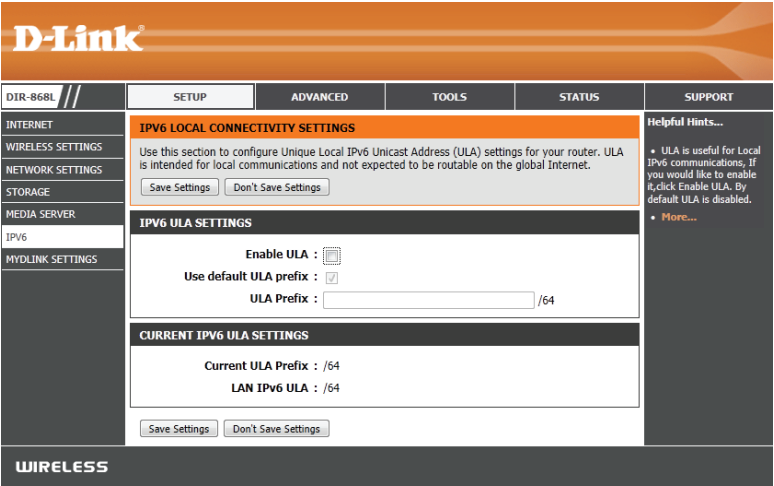 D-Link
DIR-868L
SETUP
ADVANCED
TOOLS
STATUS
SUPPORT
INTERNET
WIRELESS SETTINGS
NETWORK SETTINGS
STORAGE
MEDIA SERVER
IPV6
MYDLINK SETTINGS
IPV6 LOCAL CONNECTIVITY SETTINGS
Use this section to configure Unique Local IPv6 Unicast Address (ULA) settings for your router. ULA
is intended for local communications and not expected to be routable on the global Internet.
Save Settings Don't Save Settings
IPV6 ULA SETTINGS
Enable ULA :
Use default ULA prefix :
ULA Prefix : /64
CURRENT IPV6 ULA SETTINGS
Current ULA Prefix : /64
LAN IPv6 ULA : /64
Save Settings Don't Save Settings
Helpful Hints...
• ULA is useful for Local
IPv6 communications, If
you would like to enable
it,click Enable ULA. By
default ULA is disabled.
• More...
WIRELESS